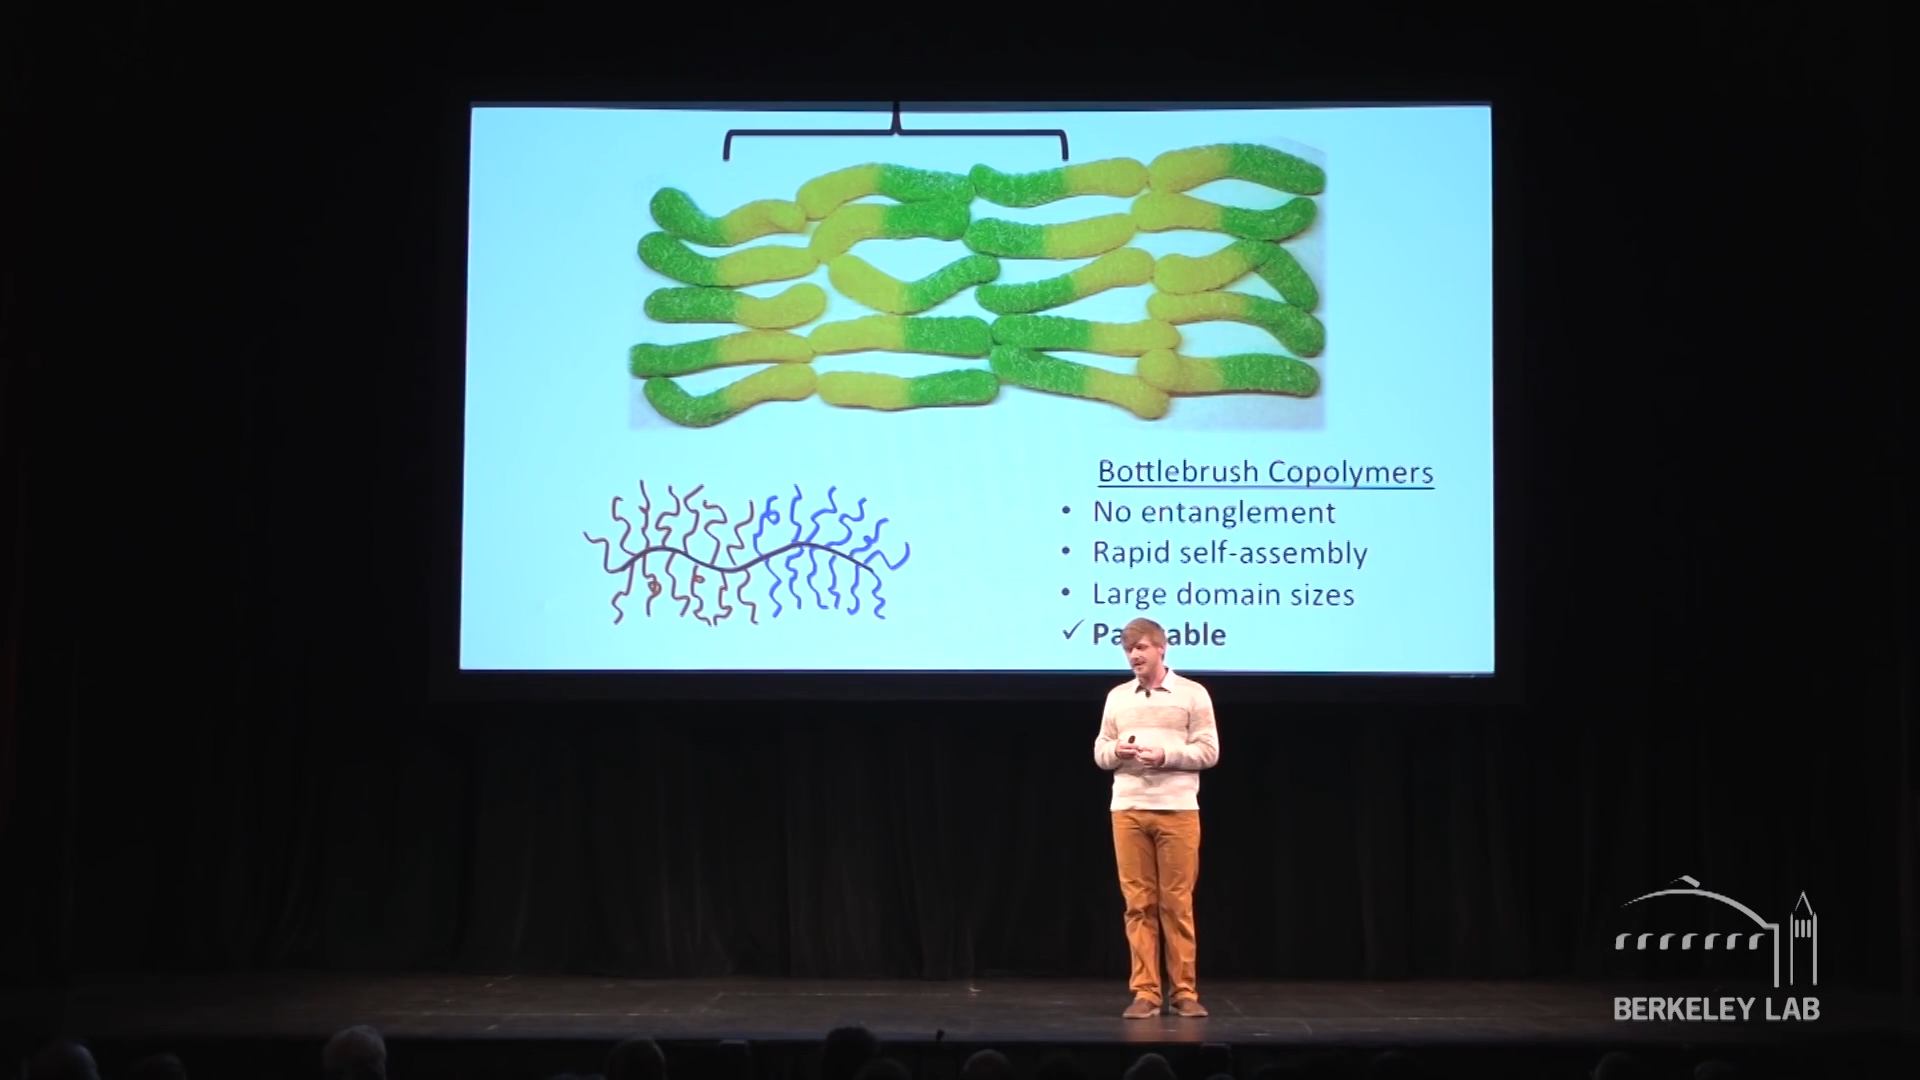 Bottlebrush Copolymers
• No entanglement
• Rapid self-assembly
• Large domain sizes
✓
BERKELEY LAB